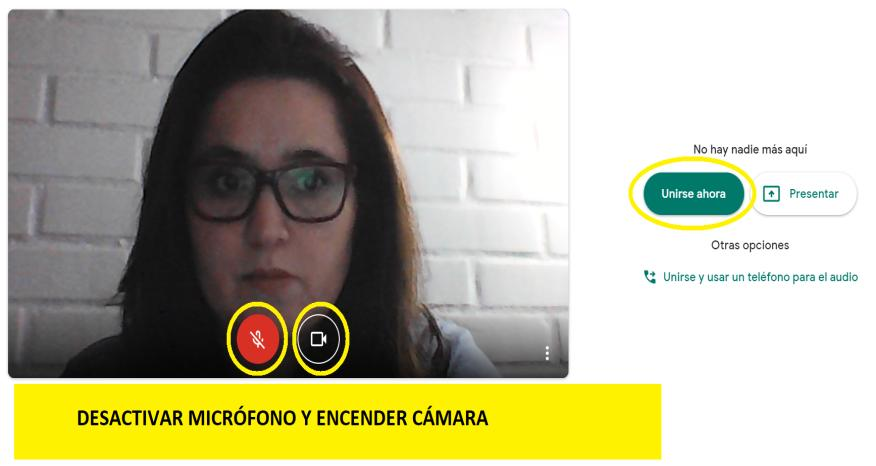 No hay nadie más aquí
Unirse ahora
Presentar
Otras opciones
Unirse y usar un teléfono para el audio
DESACTIVAR MICRÓFONO Y ENCENDER CÁMARA